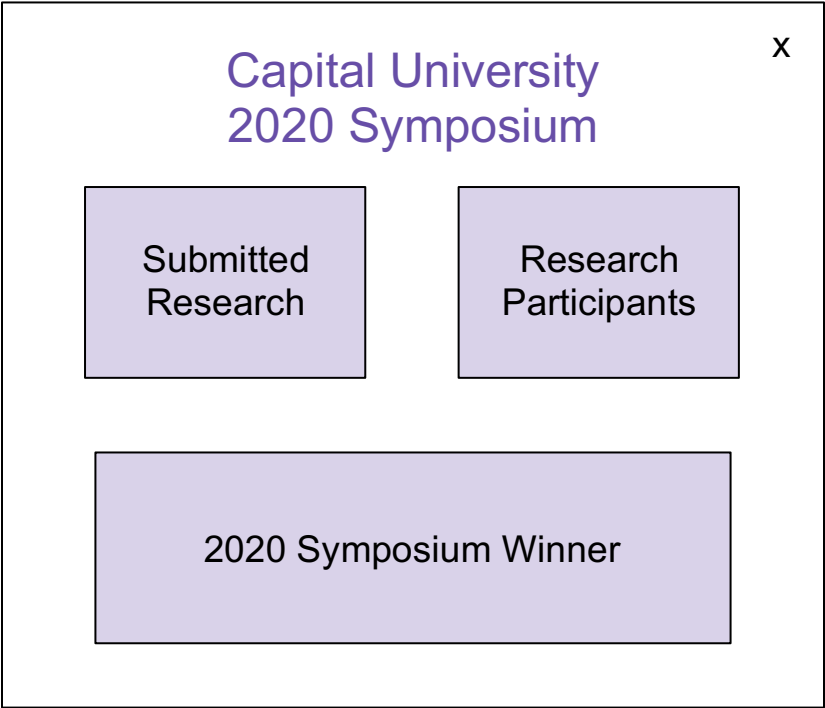 x
Capital University
2020 Symposium
Submitted
Research
Research
Participants
2020 Symposium Winner